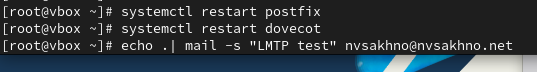 [root@vbox ~]# systemctl restart postfix
[root@vbox ~]# systemctl restart dovecot
[root@vbox ~]# echo .| mail -s "LMTP test" nvsakhno@nvsakhno.net